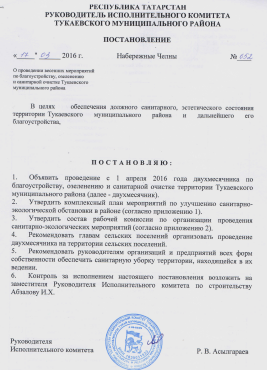 РЕСПУБЛИКА ТАТАРСТАН
РУКОВОДИТЕЛЬ ИСПОЛНИТЕЛЬНОГО КОМИТЕТА
ТУКАЕВСКОГО МУНИЦИПАЛЬНОГО РАЙОНА
ПОСТАНОВЛЕНИЕ
« » 04 2016 г. Набережные Челны №
О проведении весенних мероприятий
по благоустройству, озеленению
и санитарной очистке Тукаевского
муниципального района
В целях обеспечения должного санитарного, эстетического состояния
территории Тукаевского муниципального района и дальнейшего его
благоустройства,
П О С Т А Н О В Л Я Ю :
1. Объявить проведение с 1 апреля 2016 года двухмесячника по
благоустройству, озеленению и санитарной очистке территории Тукаевского
муниципального района (далее - двухмесячник).
2. Утвердить комплексный план мероприятий по улучшению санитарно-
экологической обстановки в районе (согласно приложению 1).
3. Утвердить состав рабочей комиссии по организации проведения
санитарно-экологических мероприятий (согласно приложению 2).
4. Рекомендовать главам сельских поселений организовать проведение
двухмесячника на территории сельских поселений.
5. Рекомендовать руководителям организаций и предприятий всех форм
собственности обеспечить санитарную уборку территории, находящейся в их
ведении.
6. Контроль за исполнением настоящего постановления возложить на
заместителя Руководителя Исполнительного комитета по строительству
Абзалову И.Х.
Руководитель
Исполнительного комитета Р. В. Асылгараев